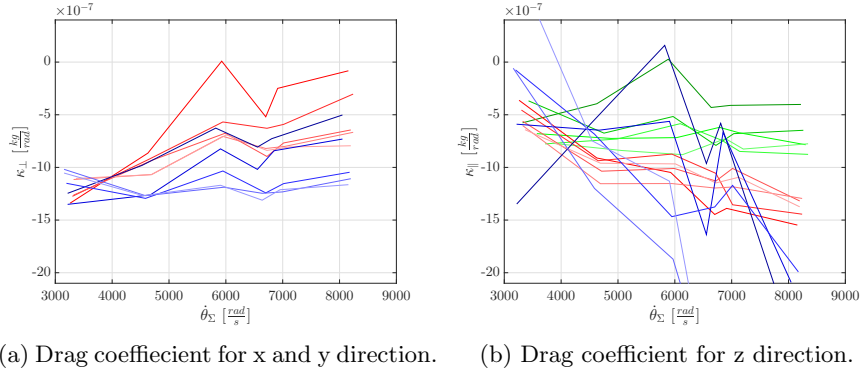 ×10⁻⁷
0
-5
-10
-15
-20
κ⊥ [kg/rad]
3000 4000 5000 6000 7000 8000 9000
θ̇Σ [rad/s]
(a) Drag coeffiecient for x and y direction.
×10⁻⁷
0
-5
-10
-15
-20
κ∥ [kg/rad]
3000 4000 5000 6000 7000 8000 9000
θ̇Σ [rad/s]
(b) Drag coefficient for z direction.